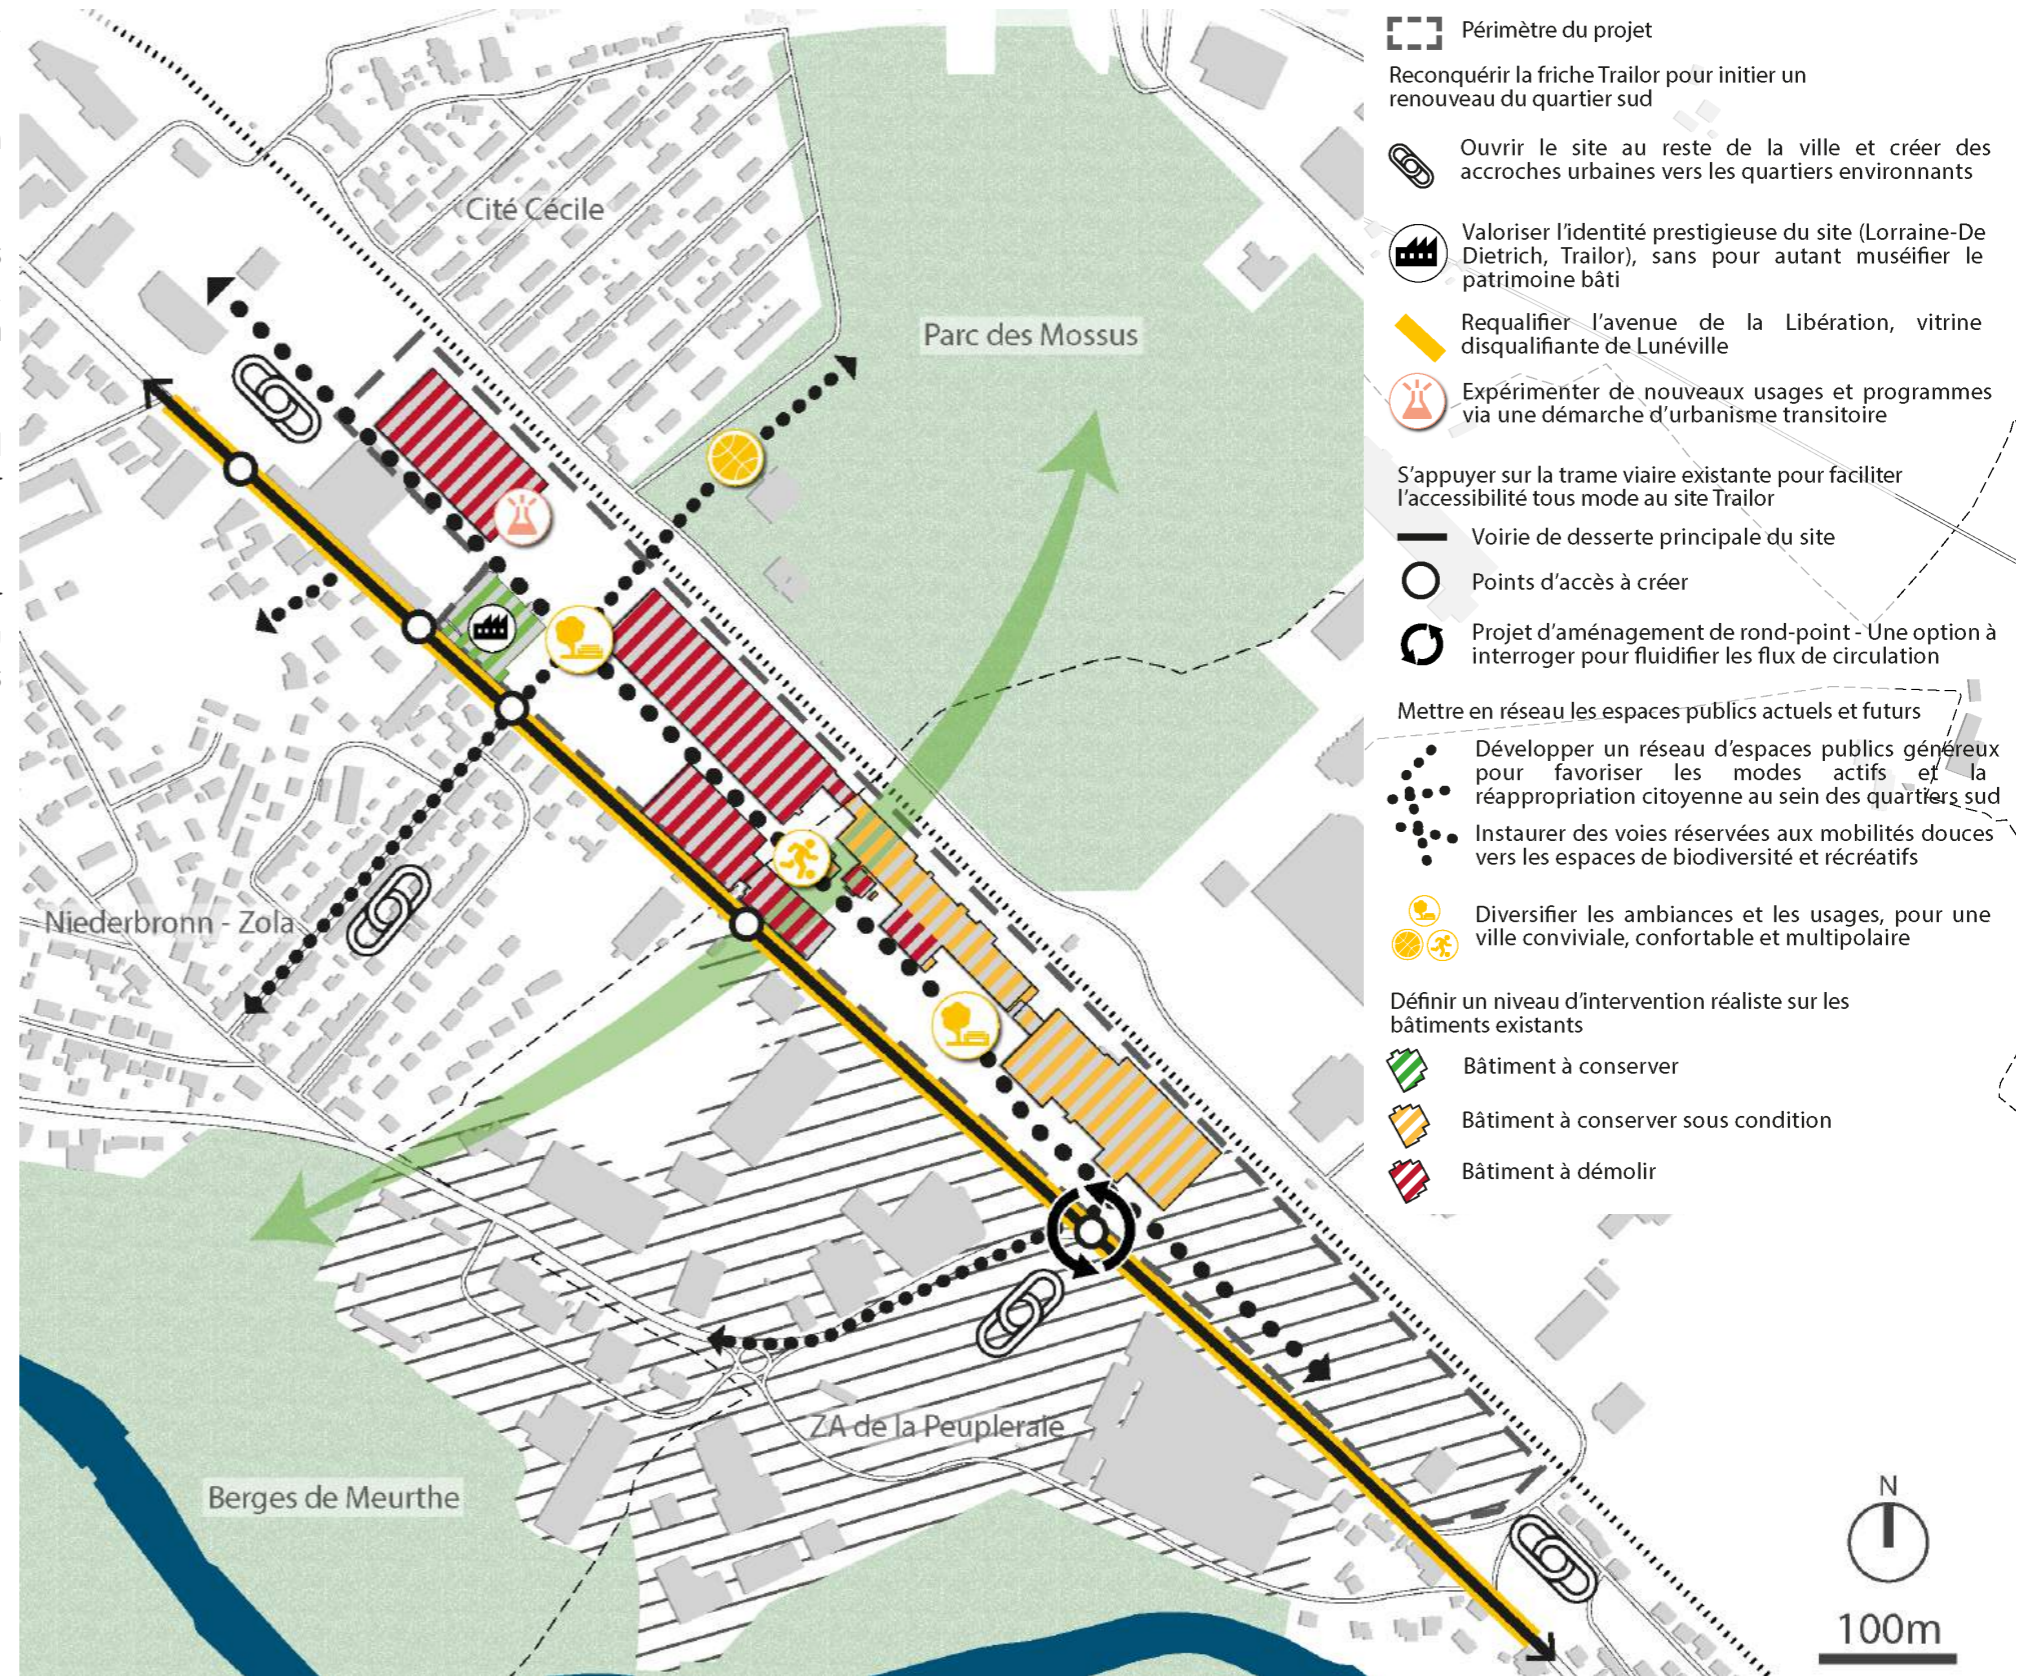 Cité Cécile
Parc des Mossus
Niederbronn - Zola
ZA de la Peupleraie
Berges de Meurthe
Périmètre du projet
Reconquérir la friche Trailor pour initier un
renouveau du quartier sud
Ouvrir le site au reste de la ville et créer des
accroches urbaines vers les quartiers environnants
Valoriser l'identité prestigieuse du site (Lorraine-De
Dietrich, Trailor), sans pour autant muséifier le
patrimoine bâti
Requalifier l'avenue de la Libération, vitrine
disqualifiante de Lunéville
Expérimenter de nouveaux usages et programmes
via une démarche d'urbanisme transitoire
S'appuyer sur la trame viaire existante pour faciliter
l'accessibilité tous mode au site Trailor
Voirie de desserte principale du site
Points d'accès à créer
Projet d'aménagement de rond-point - Une option à
interroger pour fluidifier les flux de circulation
Mettre en réseau les espaces publics actuels et futurs
Développer un réseau d'espaces publics généreux
pour favoriser les modes actifs et la
réappropriation citoyenne au sein des quartiers sud
Instaurer des voies réservées aux mobilités douces
vers les espaces de biodiversité et récréatifs
Diversifier les ambiances et les usages, pour une
ville conviviale, confortable et multipolaire
Définir un niveau d'intervention réaliste sur les
bâtiments existants
Bâtiment à conserver
Bâtiment à conserver sous condition
Bâtiment à démolir
N
100m